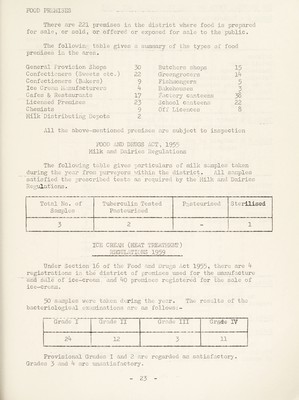 FOOD PREMISES
There are 221 premises in the district where food is prepared
for sale, or sold, or offered or exposed for sale to the public.
The following table gives a summary of the types of food
premises in the area.
General Provision Shops 30 Butchers shops 15
Confectioners (Sweets etc.) 22 Greengrocers
Confectioners (Bakers) 9 Fishmongers 5
Ice Cream Manufacturers 4 Bakehouses 3
Cafes & Restaurants 17 Factory canteens 38
Licensed Premises 23 School canteens 22
Chemists 9 Off Licences 8
Milk Distributing Depots 2
All the above-mentioned premises are subject to inspection
FOOD AND DRUGS ACT, 1955
Milk and Dairies Regulations
The following table gives particulars of milk samples taken
during the year from purveyors within the district. All samples
satisfied the prescribed tests as required by the Milk and Dairies
Regulations.
Total No. of Samples Tuberculin Tested Pasteurised Pasteurised Sterilised
3 2 - 1
ICE CREAM (HEAT TREATMENT)
REGULATIONS 1959
Under Section 16 of the Food and Drugs Act 1955, there are 4
registrations in the district of premises used for the manufacture
and sale of ice-cream and 40 premises registered for the sale of
ice-cream.
50 samples were taken during the year. The results of the
bacteriological examinations are as follows:-
Grade I Grade II Grade III Grade IV
24 12 3 11
Provisional Grades 1 and 2 are regarded as satisfactory.
Grades 3 and 4 are unsatisfactory.
- 23 -